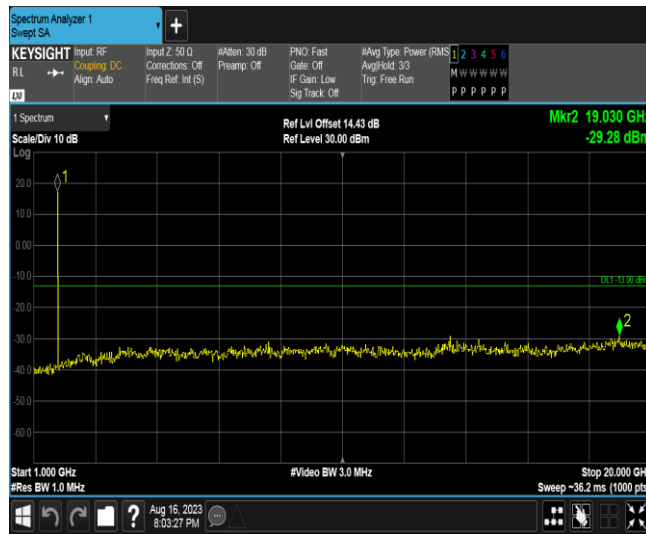 Spectrum Analyzer 1
Swept SA
KEYSIGHT
RL
LXI
Input: RF
Coupling: DC
Align: Auto
Input Z: 50 Ω
Corrections: Off
Freq Ref: Int (S)
#Atten: 30 dB
Preamp: Off
PNO: Fast
Gate: Off
IF Gain: Low
Sig Track: Off
#Avg Type: Power (RMS
Avg|Hold: 3/3
Trig: Free Run
1 2 3 4 5 6
M W W W W W
P P P P P P
1 Spectrum
Scale/Div 10 dB
Ref Lvl Offset 14.43 dB
Ref Level 30.00 dBm
Mkr2 19.030 GHz
-29.28 dBm
Log
1
20.0
10.0
0.00
-10.0
DL1 -13.00 dBm
-20.0
2
-30.0
-40.0
-50.0
-60.0
Start 1.000 GHz
#Video BW 3.0 MHz
Stop 20.000 GH
#Res BW 1.0 MHz
Sweep ~36.2 ms (1000 pts
?
Aug 16, 2023
8:03:27 PM